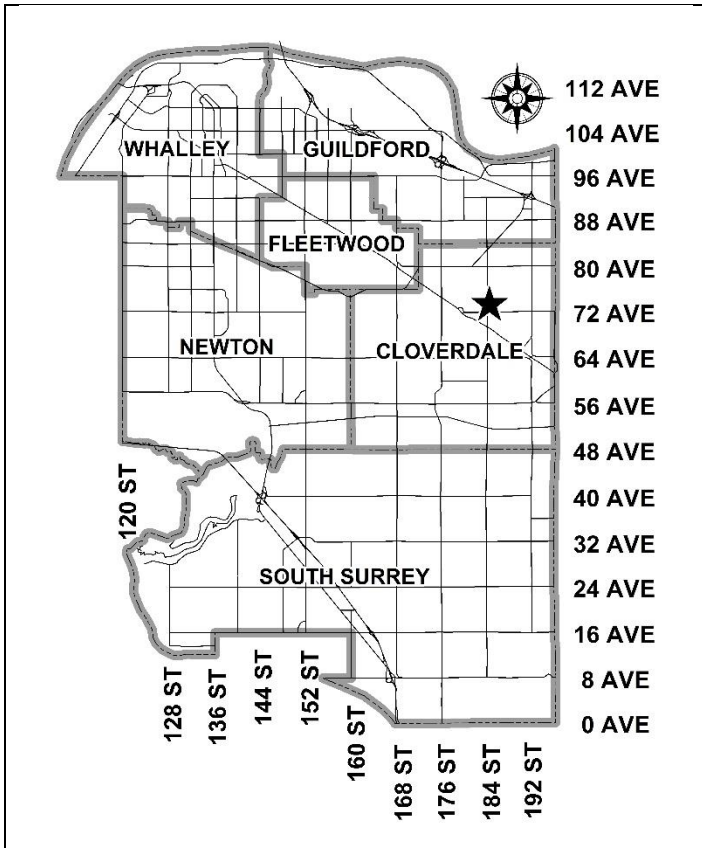 112 AVE
104 AVE
WHALLEY
GUILDFORD
96 AVE
88 AVE
FLEETWOOD
80 AVE
72 AVE
NEWTON
CLOVERDALE
64 AVE
56 AVE
48 AVE
120 ST
40 AVE
32 AVE
SOUTH SURREY
24 AVE
16 AVE
8 AVE
0 AVE
128 ST
136 ST
144 ST
152 ST
160 ST
168 ST
176 ST
184 ST
192 ST